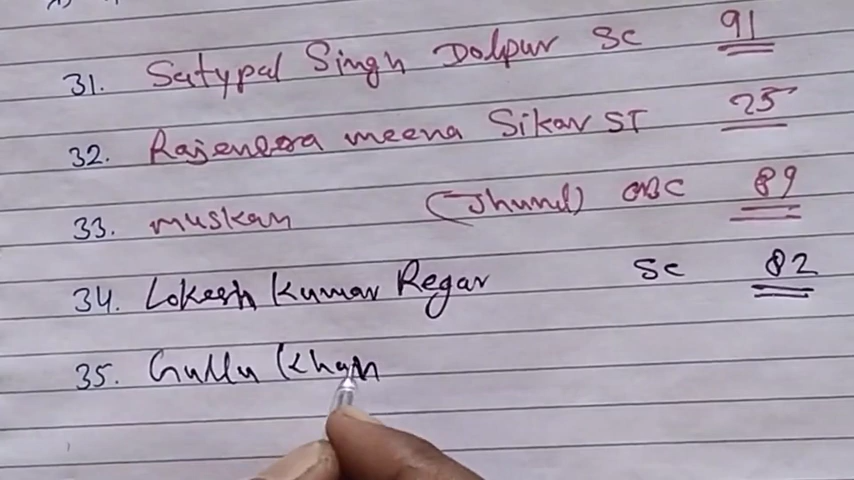 31. Satypal Singh Dolpur SC 91
32. Rajendra meena Sikar ST 25
33. muskan (Jhunu) OBC 89
34. Lokesh Kumar Regar SC 82
35. Gullu Khan